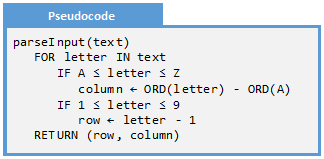 Pseudocode
parseInput(text)
FOR letter IN text
IF A ≤ letter ≤ Z
column ← ORD(letter) - ORD(A)
IF 1 ≤ letter ≤ 9
row ← letter - 1
RETURN (row, column)